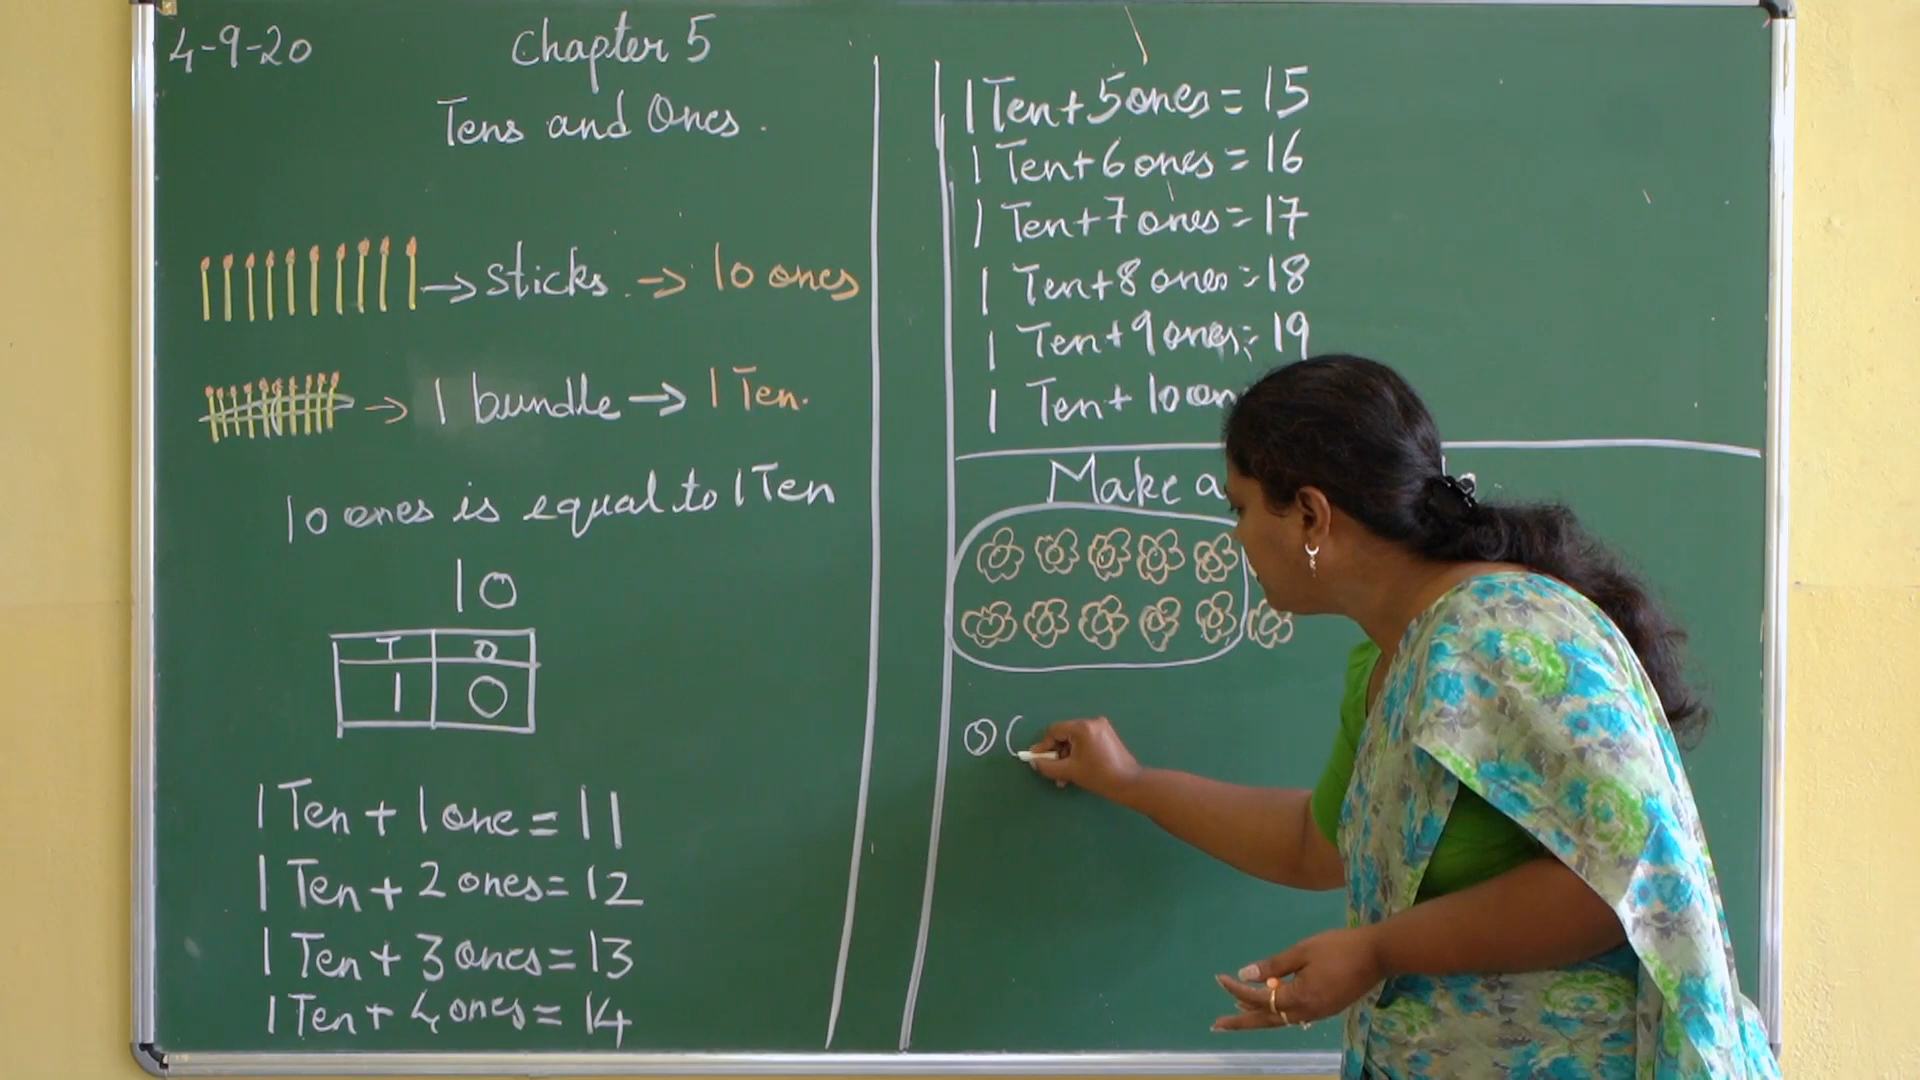 4-9-20
Chapter 5
Tens and Ones.
→ sticks → 10 ones
→ 1 bundle → 1 Ten.
10 ones is equal to 1 Ten
10
T O
1 0
1 Ten + 1 one = 11
1 Ten + 2 ones = 12
1 Ten + 3 ones = 13
1 Ten + 4 ones = 14
1 Ten + 5 ones = 15
1 Ten + 6 ones = 16
1 Ten + 7 ones = 17
1 Ten + 8 ones = 18
1 Ten + 9 ones = 19
1 Ten + 10
Make a